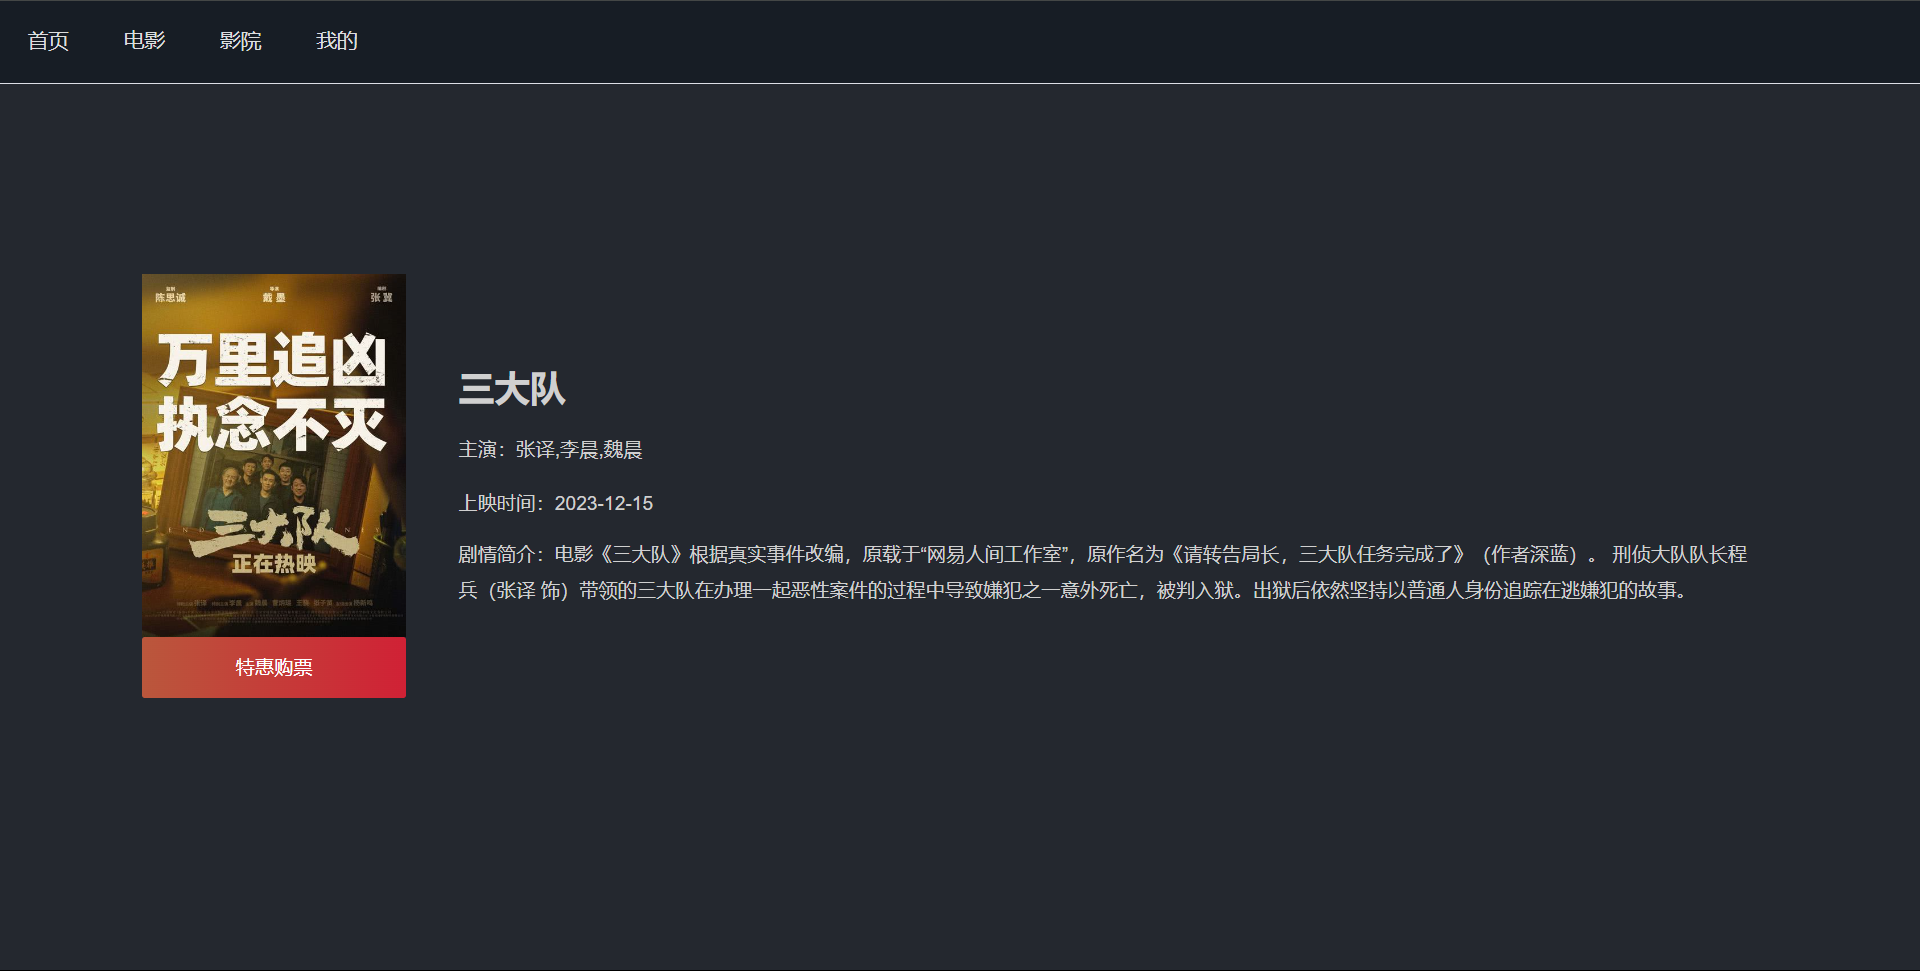 首页 电影 影院 我的
监制 导演 编剧
陈思诚 戴墨 张冀
万里追凶
执念不灭
三大队
正在热映
特惠购票
三大队
主演：张译,李晨,魏晨
上映时间：2023-12-15
剧情简介：电影《三大队》根据真实事件改编，原载于“网易人间工作室”，原作名为《请转告局长，三大队任务完成了》（作者深蓝）。 刑侦大队队长程
兵（张译 饰）带领的三大队在办理一起恶性案件的过程中导致嫌犯之一意外死亡，被判入狱。出狱后依然坚持以普通人身份追踪在逃嫌犯的故事。